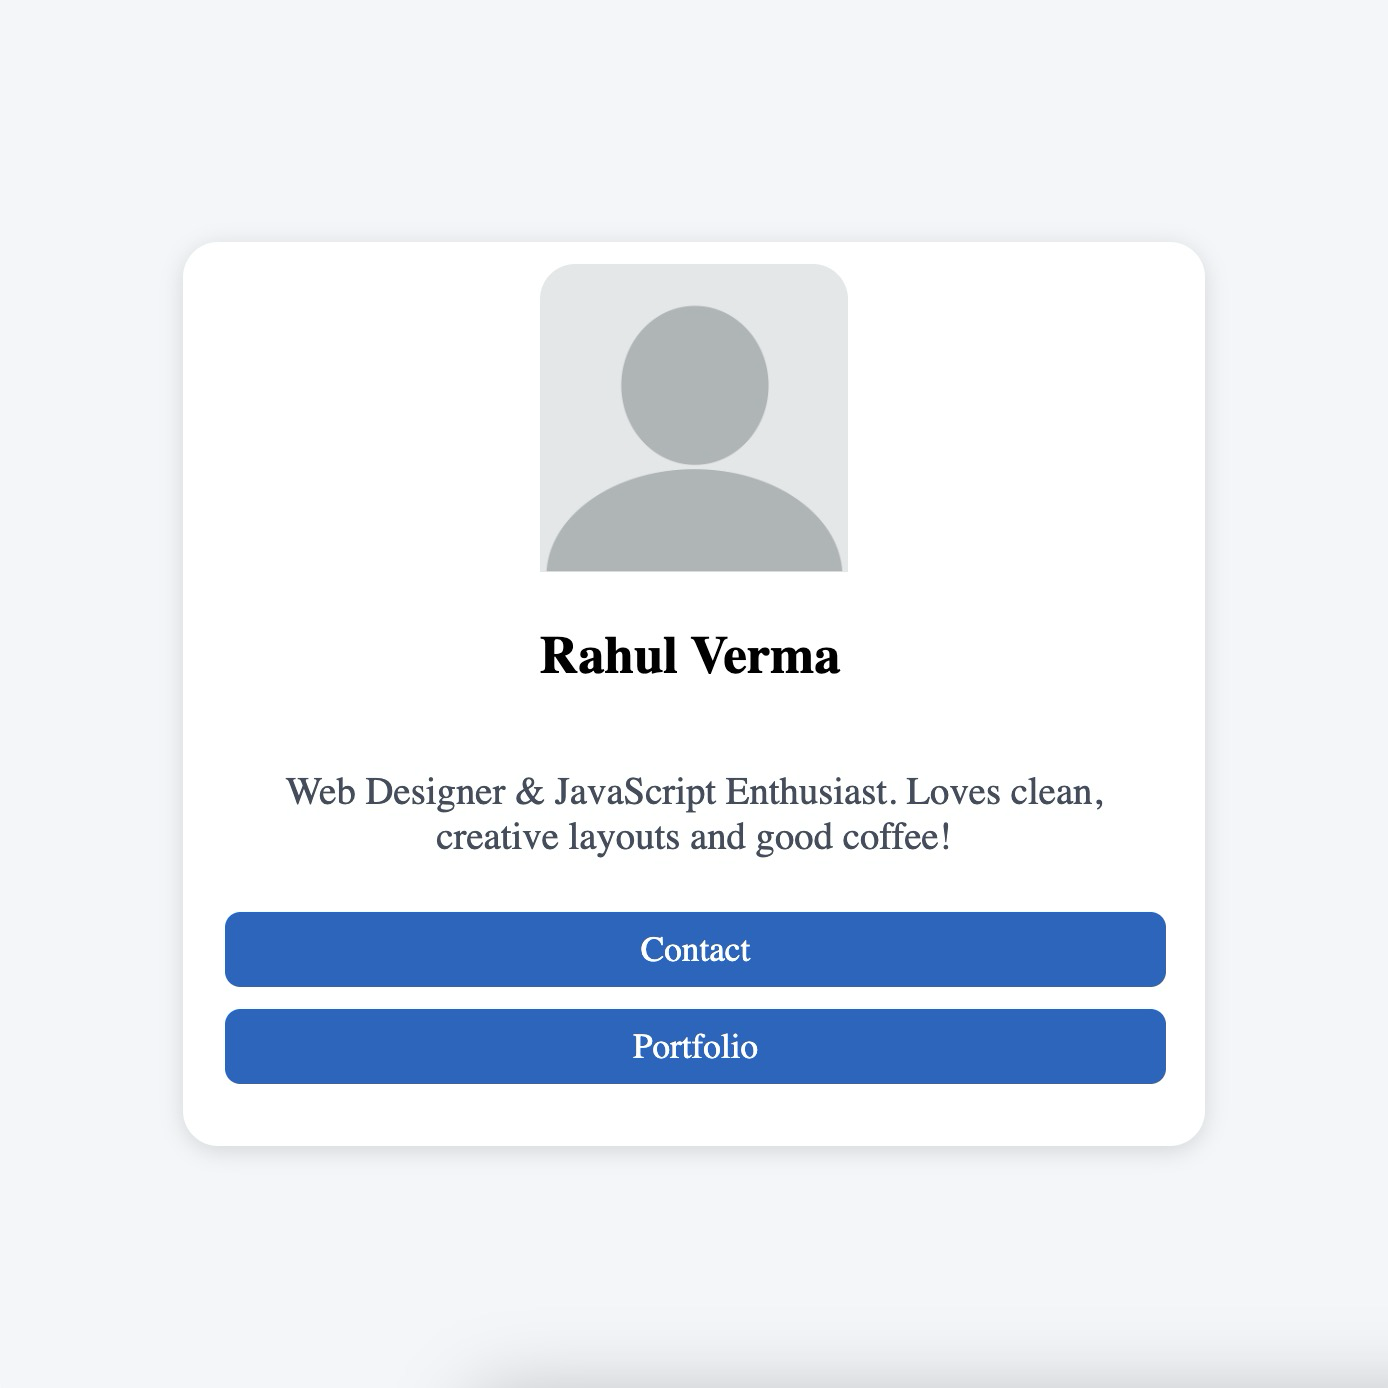 Rahul Verma
Web Designer & JavaScript Enthusiast. Loves clean,
creative layouts and good coffee!
Contact
Portfolio